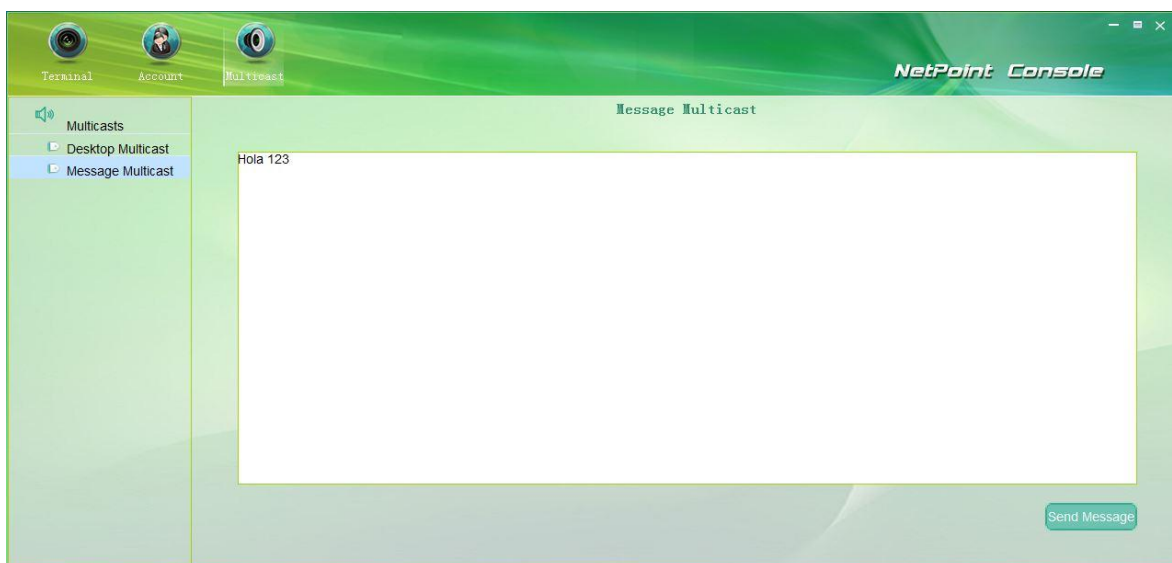 Terminal Account Multicast
NetPoint Console
Multicasts
Desktop Multicast
Message Multicast
Message Multicast
Hola 123
Send Message